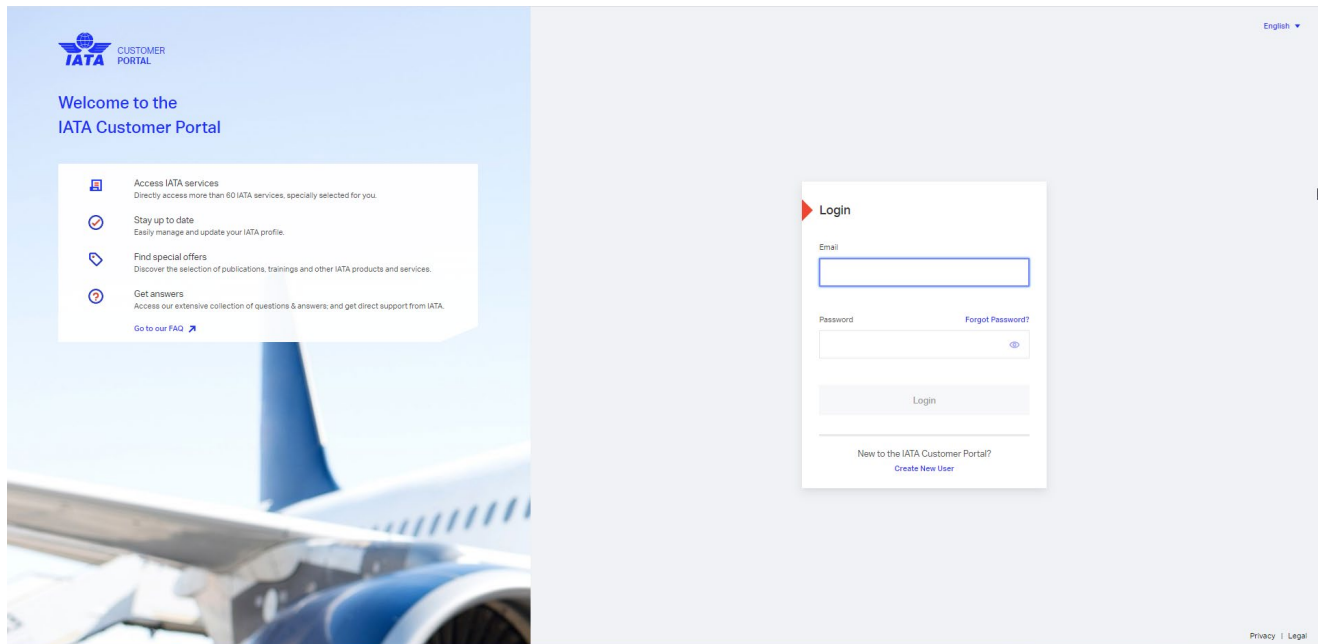 IATA
CUSTOMER
PORTAL
Welcome to the
IATA Customer Portal
Access IATA services
Directly access more than 60 IATA services, specially selected for you.
Stay up to date
Easily manage and update your IATA profile.
Find special offers
Discover the selection of publications, trainings and other IATA products and services.
Get answers
Access our extensive collection of questions & answers; and get direct support from IATA.
Go to our FAQ
English
Login
Email
Password Forgot Password?
Login
New to the IATA Customer Portal?
Create New User
Privacy | Legal